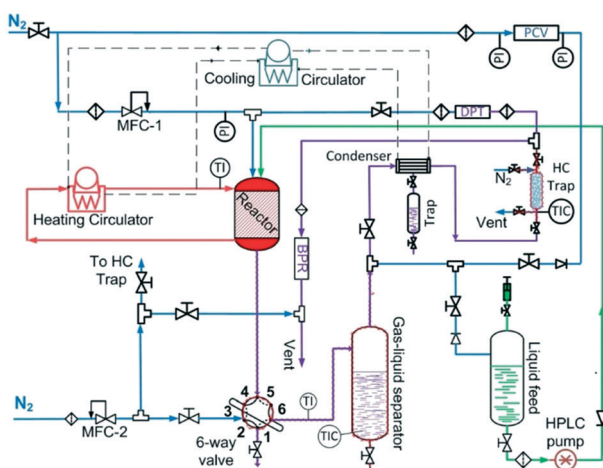 N2
PCV
PI
PI
Cooling Circulator
MFC-1
PI
DPT
Condenser
N2
HC
Trap
TI
Heating Circulator
Reactor
Trap
Vent
TIC
To HC
Trap
BPR
Vent
Gas-liquid separator
Liquid feed
4 5
3 6
2 1
TI
N2
MFC-2
6-way
valve
TIC
HPLC
pump